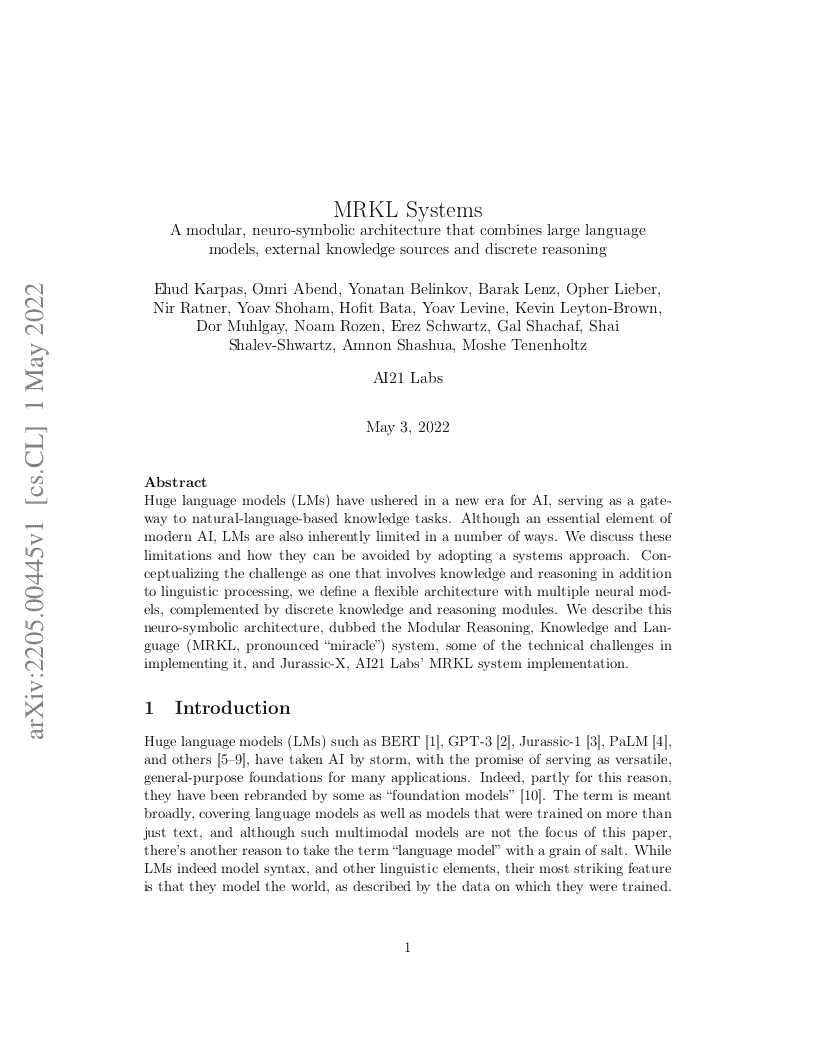 arXiv:2205.00445v1 [cs.CL] 1 May 2022
MRKL Systems
A modular, neuro-symbolic architecture that combines large language
models, external knowledge sources and discrete reasoning
Ehud Karpas, Omri Abend, Yonatan Belinkov, Barak Lenz, Opher Lieber,
Nir Ratner, Yoav Shoham, Hofit Bata, Yoav Levine, Kevin Leyton-Brown,
Dor Muhlgay, Noam Rozen, Erez Schwartz, Gal Shachaf, Shai
Shalev-Shwartz, Amnon Shashua, Moshe Tenenholtz
AI21 Labs
May 3, 2022
Abstract
Huge language models (LMs) have ushered in a new era for AI, serving as a gate-
way to natural-language-based knowledge tasks. Although an essential element of
modern AI, LMs are also inherently limited in a number of ways. We discuss these
limitations and how they can be avoided by adopting a systems approach. Con-
ceptualizing the challenge as one that involves knowledge and reasoning in addition
to linguistic processing, we define a flexible architecture with multiple neural mod-
els, complemented by discrete knowledge and reasoning modules. We describe this
neuro-symbolic architecture, dubbed the Modular Reasoning, Knowledge and Lan-
guage (MRKL, pronounced “miracle”) system, some of the technical challenges in
implementing it, and Jurassic-X, AI21 Labs’ MRKL system implementation.
1 Introduction
Huge language models (LMs) such as BERT [1], GPT-3 [2], Jurassic-1 [3], PaLM [4],
and others [5–9], have taken AI by storm, with the promise of serving as versatile,
general-purpose foundations for many applications. Indeed, partly for this reason,
they have been rebranded by some as “foundation models” [10]. The term is meant
broadly, covering language models as well as models that were trained on more than
just text, and although such multimodal models are not the focus of this paper,
there’s another reason to take the term “language model” with a grain of salt. While
LMs indeed model syntax, and other linguistic elements, their most striking feature
is that they model the world, as described by the data on which they were trained.
1